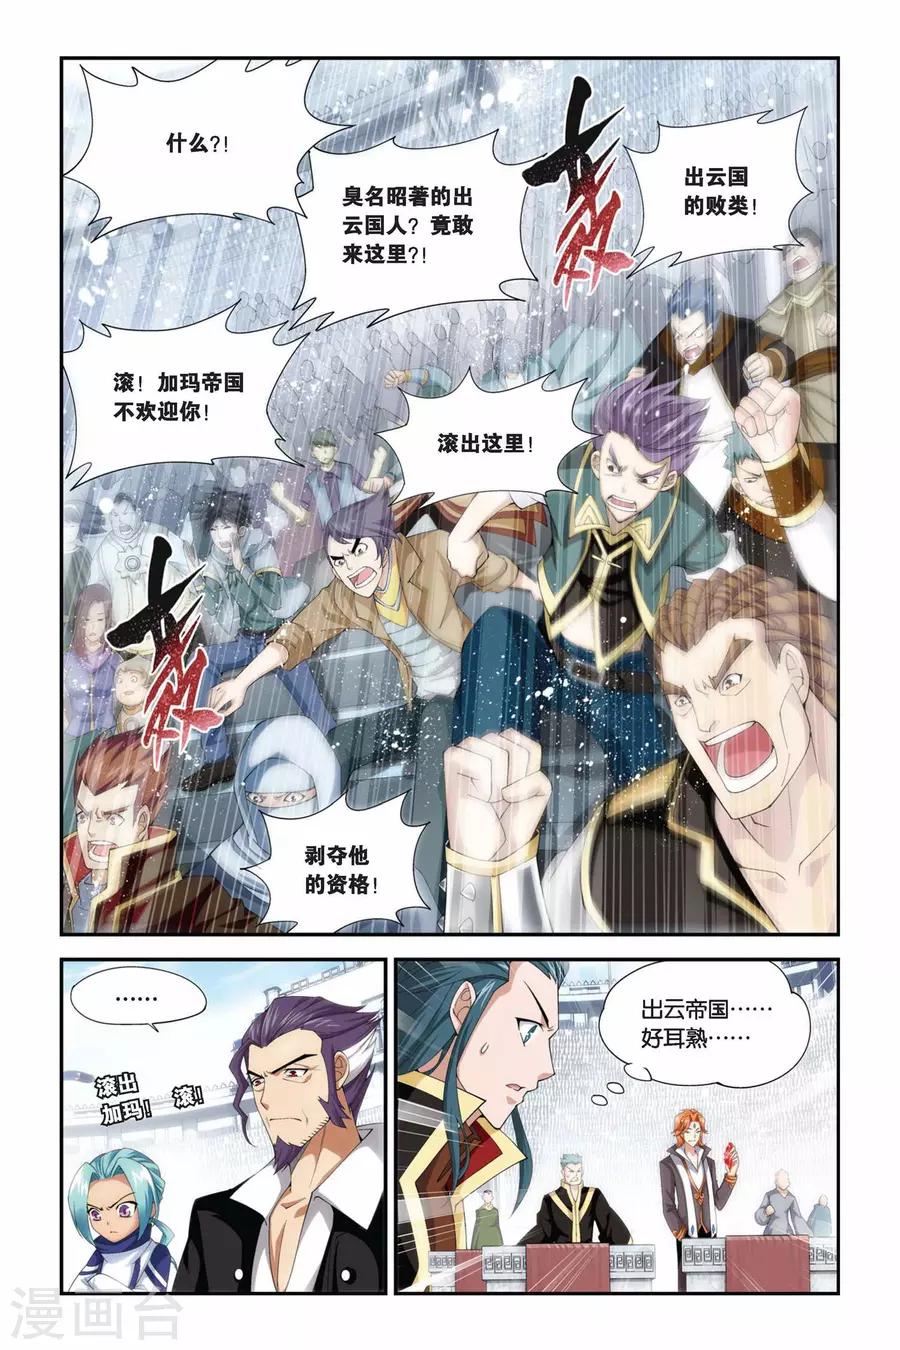 什么?!
臭名昭著的出
云国人？竟敢
来这里?!
出云国
的败类！
杀
滚！加玛帝国
不欢迎你！
滚出这里！
杀
剥夺他
的资格！
……
滚出
加玛！
滚！
出云帝国……
好耳熟……
漫画台